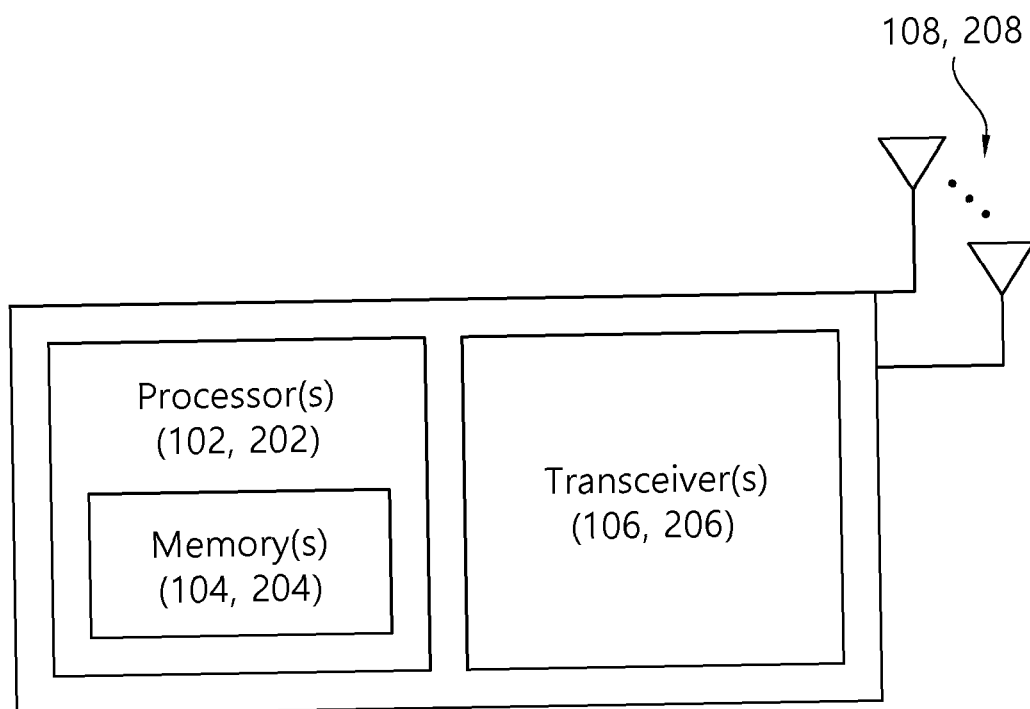 108, 208
Processor(s)
(102, 202)
Memory(s)
(104, 204)
Transceiver(s)
(106, 206)